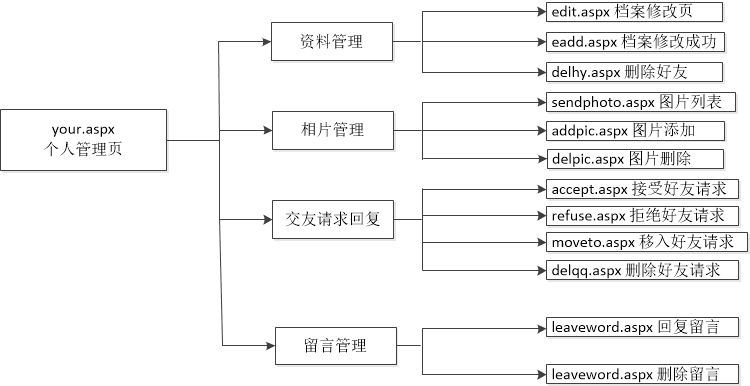 your.aspx
个人管理页
资料管理
edit.aspx 档案修改页
eadd.aspx 档案修改成功
delhy.aspx 删除好友
相片管理
sendphoto.aspx 图片列表
addpic.aspx 图片添加
delpic.aspx 图片删除
交友请求回复
accept.aspx 接受好友请求
refuse.aspx 拒绝好友请求
moveto.aspx 移入好友请求
delqq.aspx 删除好友请求
留言管理
leaveword.aspx 回复留言
leaveword.aspx 删除留言